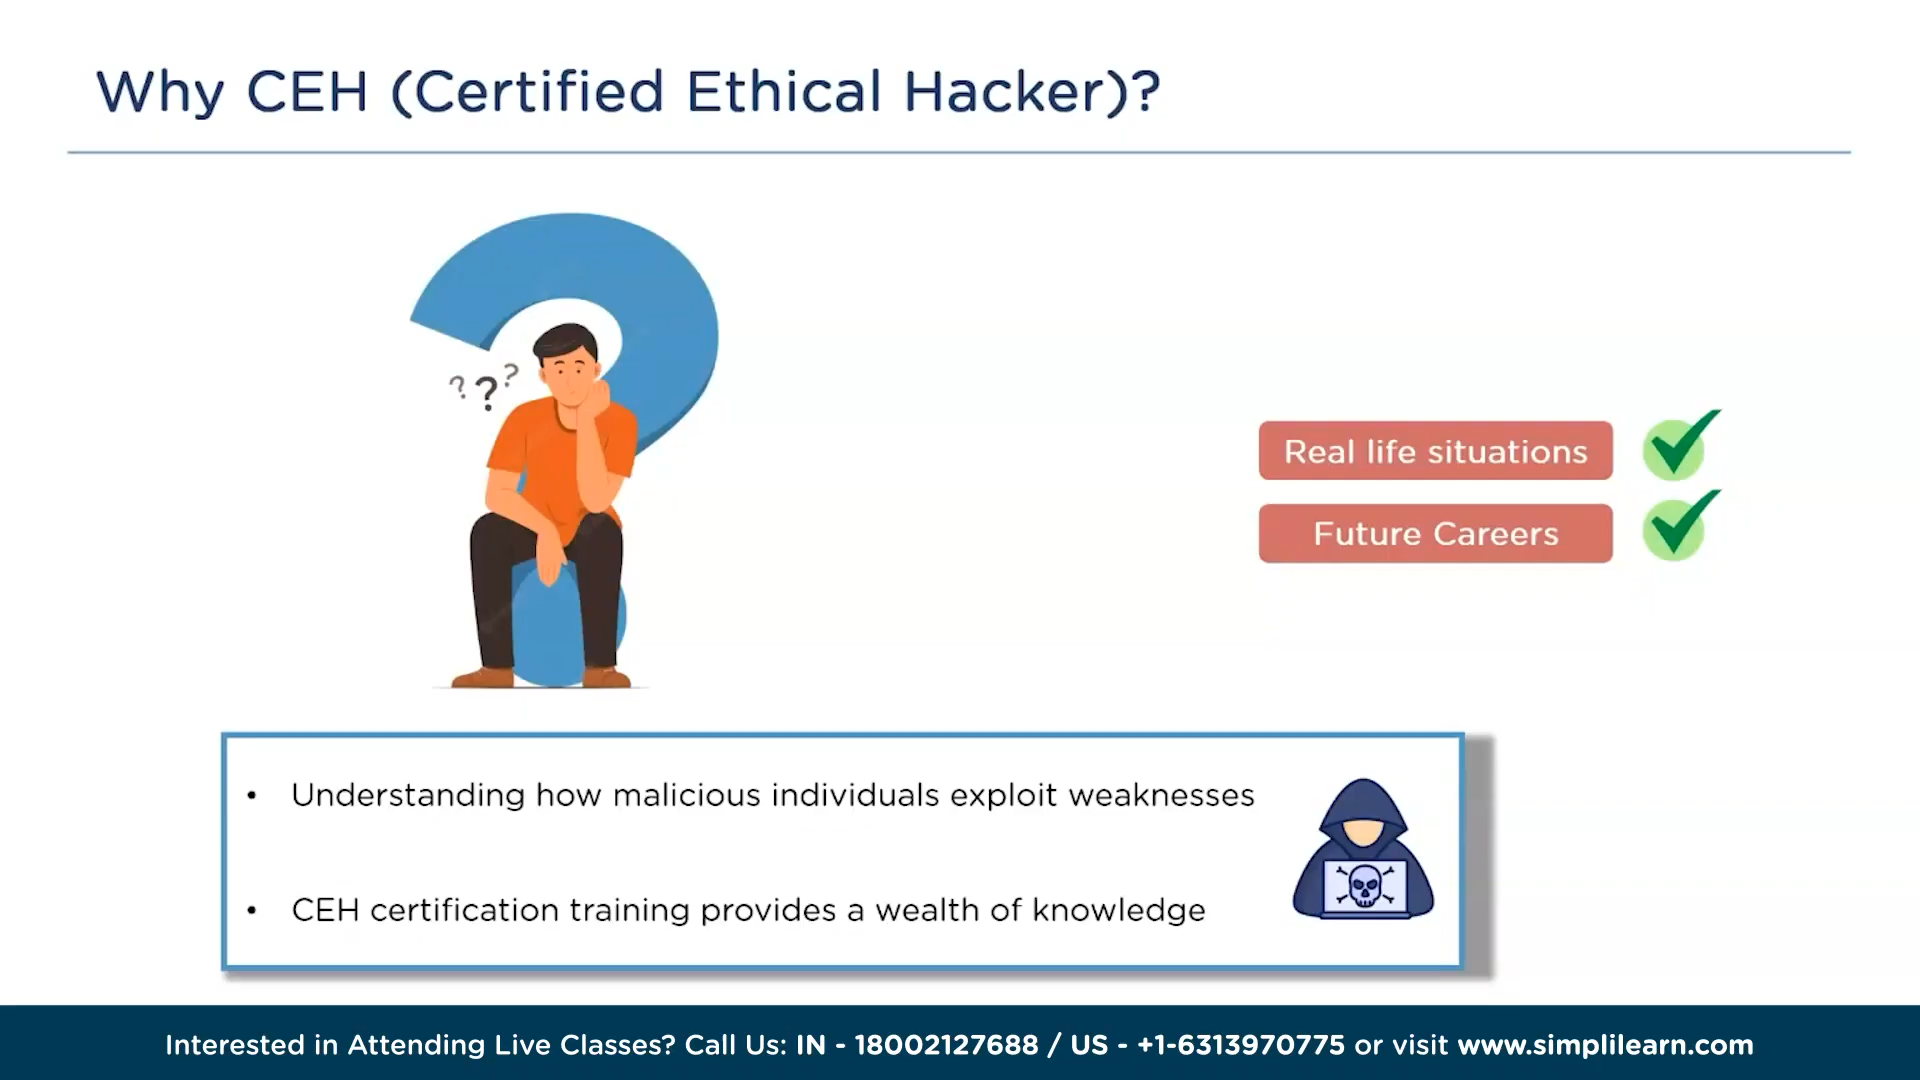 Why CEH (Certified Ethical Hacker)?
? ? ?
Real life situations
Future Careers
• Understanding how malicious individuals exploit weaknesses
• CEH certification training provides a wealth of knowledge
Interested in Attending Live Classes? Call Us: IN - 18002127688 / US - +1-6313970775 or visit www.simplilearn.com